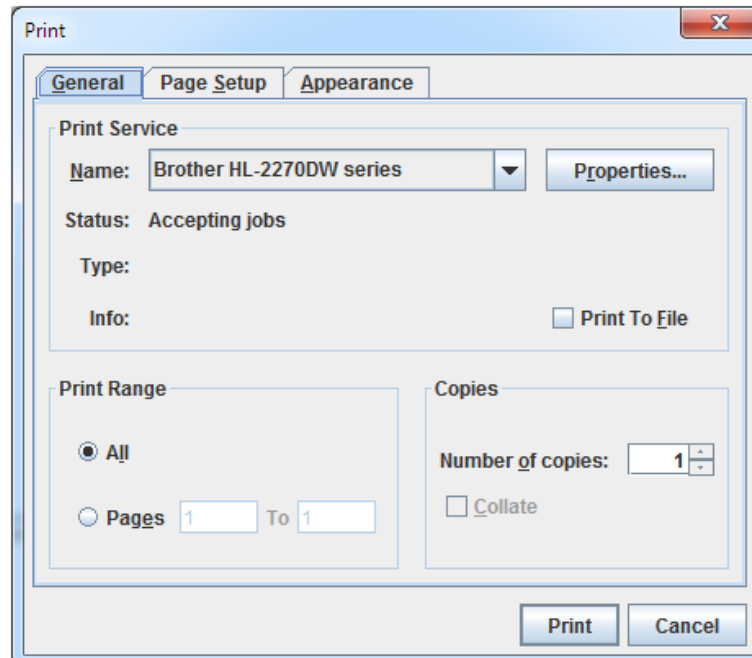 Print
General Page Setup Appearance
Print Service
Name: Brother HL-2270DW series Properties...
Status: Accepting jobs
Type:
Info: Print To File
Print Range Copies
All
Number of copies: 1
Collate
Pages 1 To 1
Print Cancel